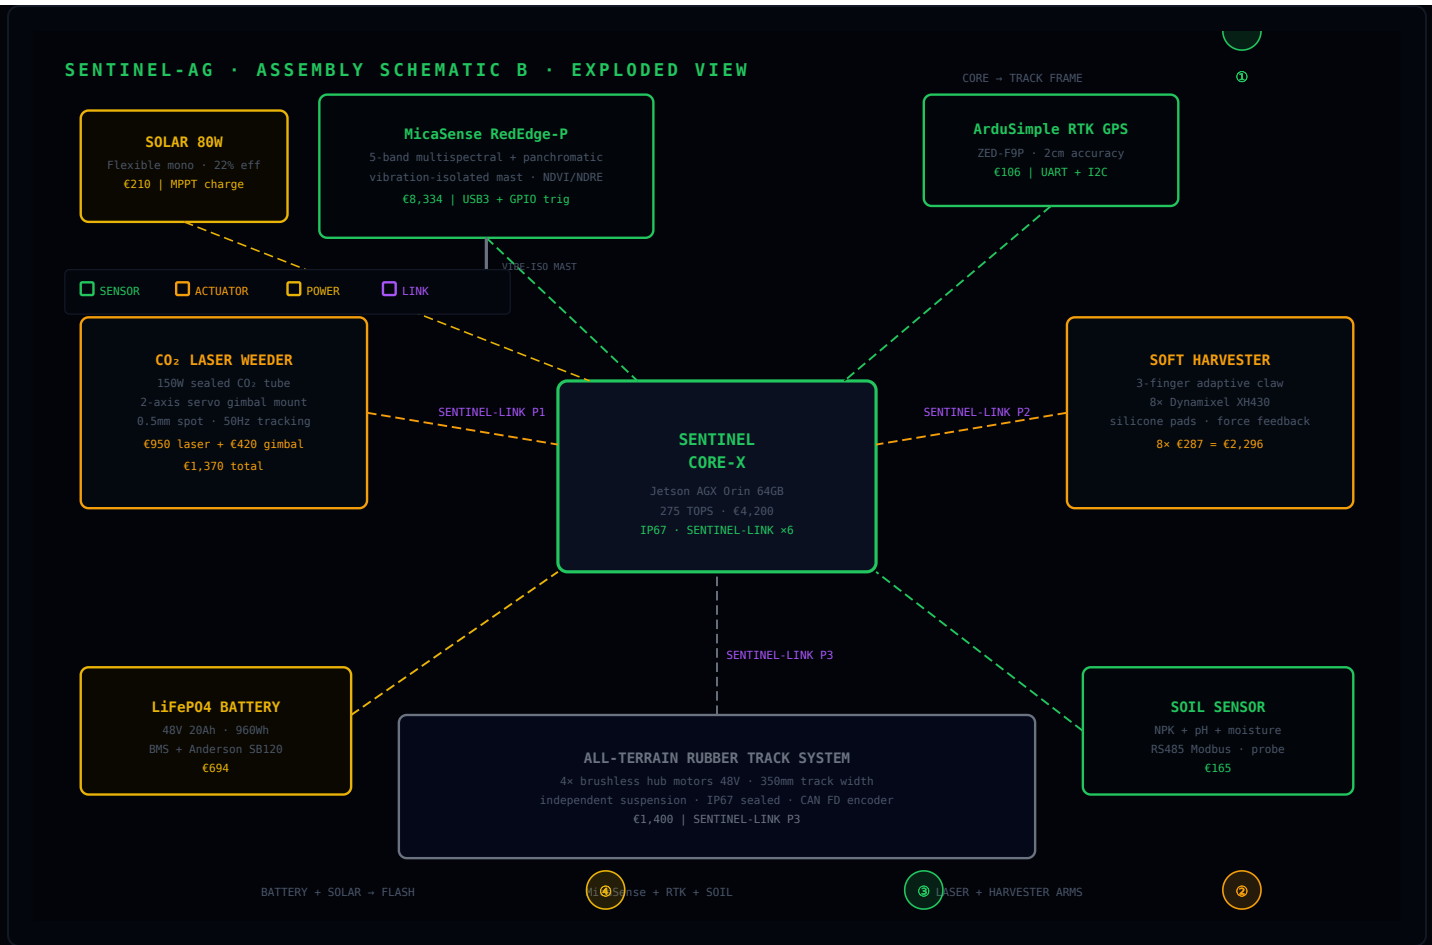 SENTINEL-AG · ASSEMBLY SCHEMATIC B · EXPLODED VIEW
CORE → TRACK FRAME
①
SOLAR 80W
Flexible mono · 22% eff
€210 | MPPT charge
MicaSense RedEdge-P
5-band multispectral + panchromatic
vibration-isolated mast · NDVI/NDRE
€8,334 | USB3 + GPIO trig
ArduSimple RTK GPS
ZED-F9P · 2cm accuracy
€106 | UART + I2C
VIBE-ISO MAST
SENSOR
ACTUATOR
POWER
LINK
CO₂ LASER WEEDER
150W sealed CO₂ tube
2-axis servo gimbal mount
0.5mm spot · 50Hz tracking
€950 laser + €420 gimbal
€1,370 total
SENTINEL-LINK P1
SENTINEL
CORE-X
Jetson AGX Orin 64GB
275 TOPS · €4,200
IP67 · SENTINEL-LINK ×6
SENTINEL-LINK P2
SOFT HARVESTER
3-finger adaptive claw
8× Dynamixel XH430
silicone pads · force feedback
8× €287 = €2,296
SENTINEL-LINK P3
LiFePO4 BATTERY
48V 20Ah · 960Wh
BMS + Anderson SB120
€694
ALL-TERRAIN RUBBER TRACK SYSTEM
4× brushless hub motors 48V · 350mm track width
independent suspension · IP67 sealed · CAN FD encoder
€1,400 | SENTINEL-LINK P3
SOIL SENSOR
NPK + pH + moisture
RS485 Modbus · probe
€165
BATTERY + SOLAR → FLASH
④
MicaSense + RTK + SOIL
③
LASER + HARVESTER ARMS
②